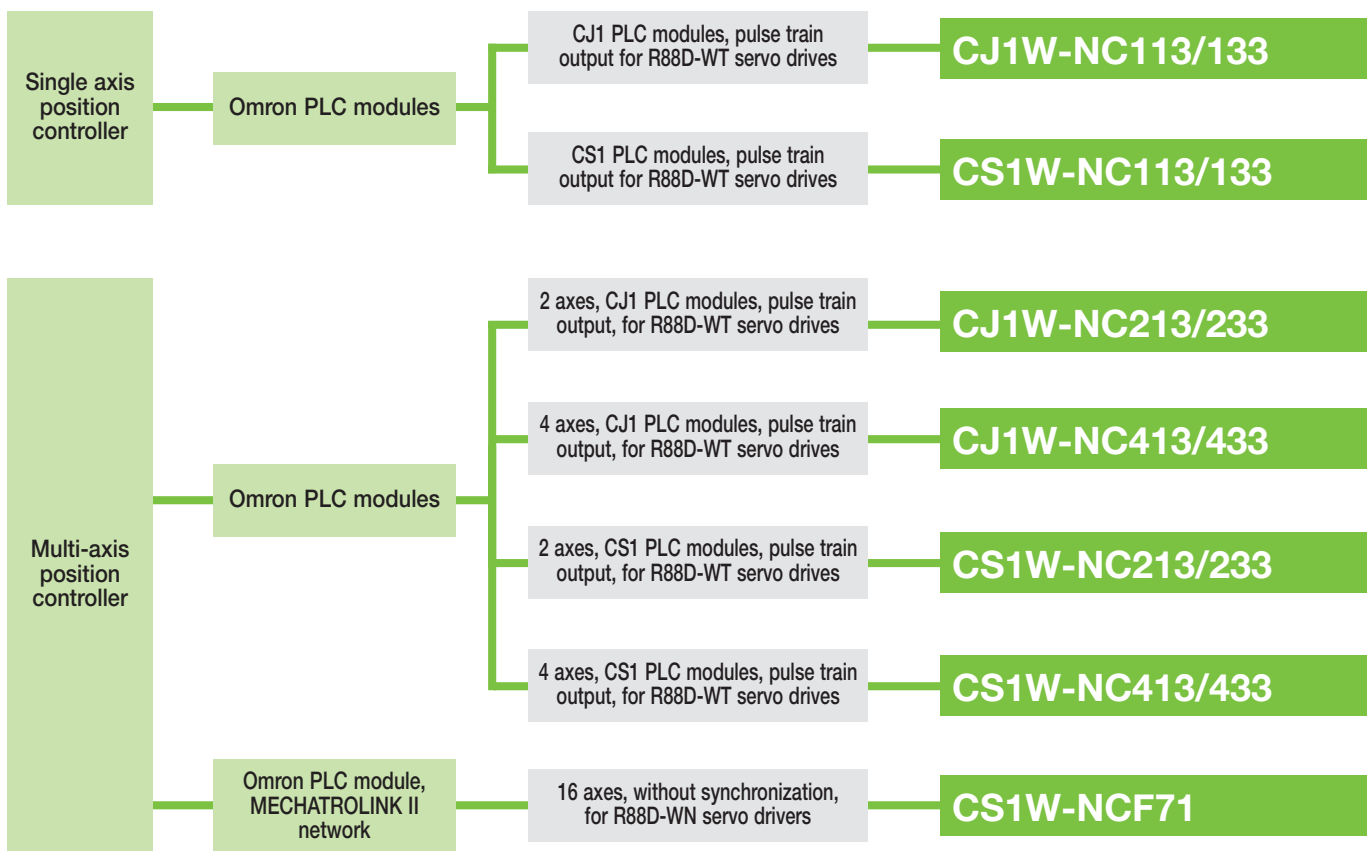 Single axis
position
controller
Omron PLC modules
CJ1 PLC modules, pulse train
output for R88D-WT servo drives
CJ1W-NC113/133
CS1 PLC modules, pulse train
output for R88D-WT servo drives
CS1W-NC113/133
Multi-axis
position
controller
Omron PLC modules
2 axes, CJ1 PLC modules, pulse train
output, for R88D-WT servo drives
CJ1W-NC213/233
4 axes, CJ1 PLC modules, pulse train
output, for R88D-WT servo drives
CJ1W-NC413/433
2 axes, CS1 PLC modules, pulse train
output, for R88D-WT servo drives
CS1W-NC213/233
4 axes, CS1 PLC modules, pulse train
output, for R88D-WT servo drives
CS1W-NC413/433
Omron PLC module,
MECHATROLINK II
network
16 axes, without synchronization,
for R88D-WN servo drivers
CS1W-NCF71